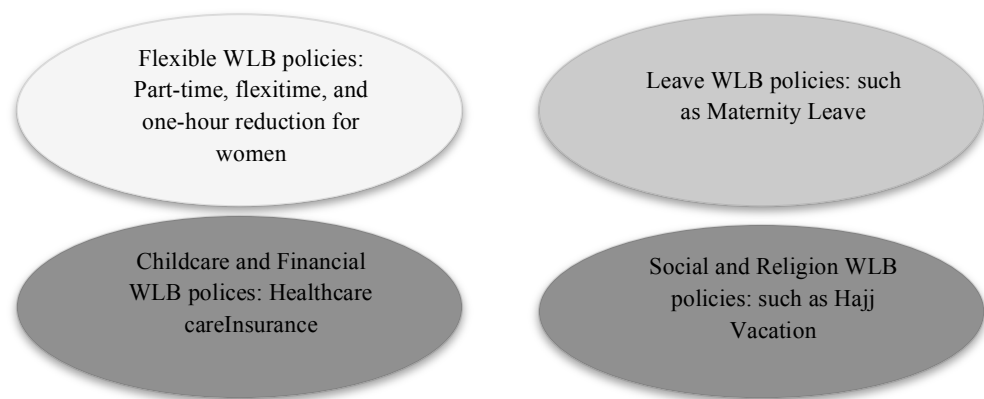 Flexible WLB policies:
Part-time, flexitime, and
one-hour reduction for
women
Leave WLB policies: such
as Maternity Leave
Childcare and Financial
WLB polices: Healthcare
careInsurance
Social and Religion WLB
policies: such as Hajj
Vacation